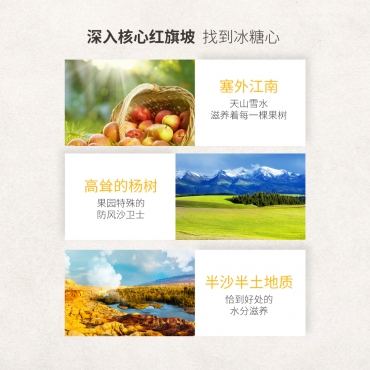 深入核心红旗坡 找到冰糖心
塞外江南
天山雪水
滋养着每一棵果树
高耸的杨树
果园特殊的
防风沙卫士
半沙半土地质
恰到好处的
水分滋养